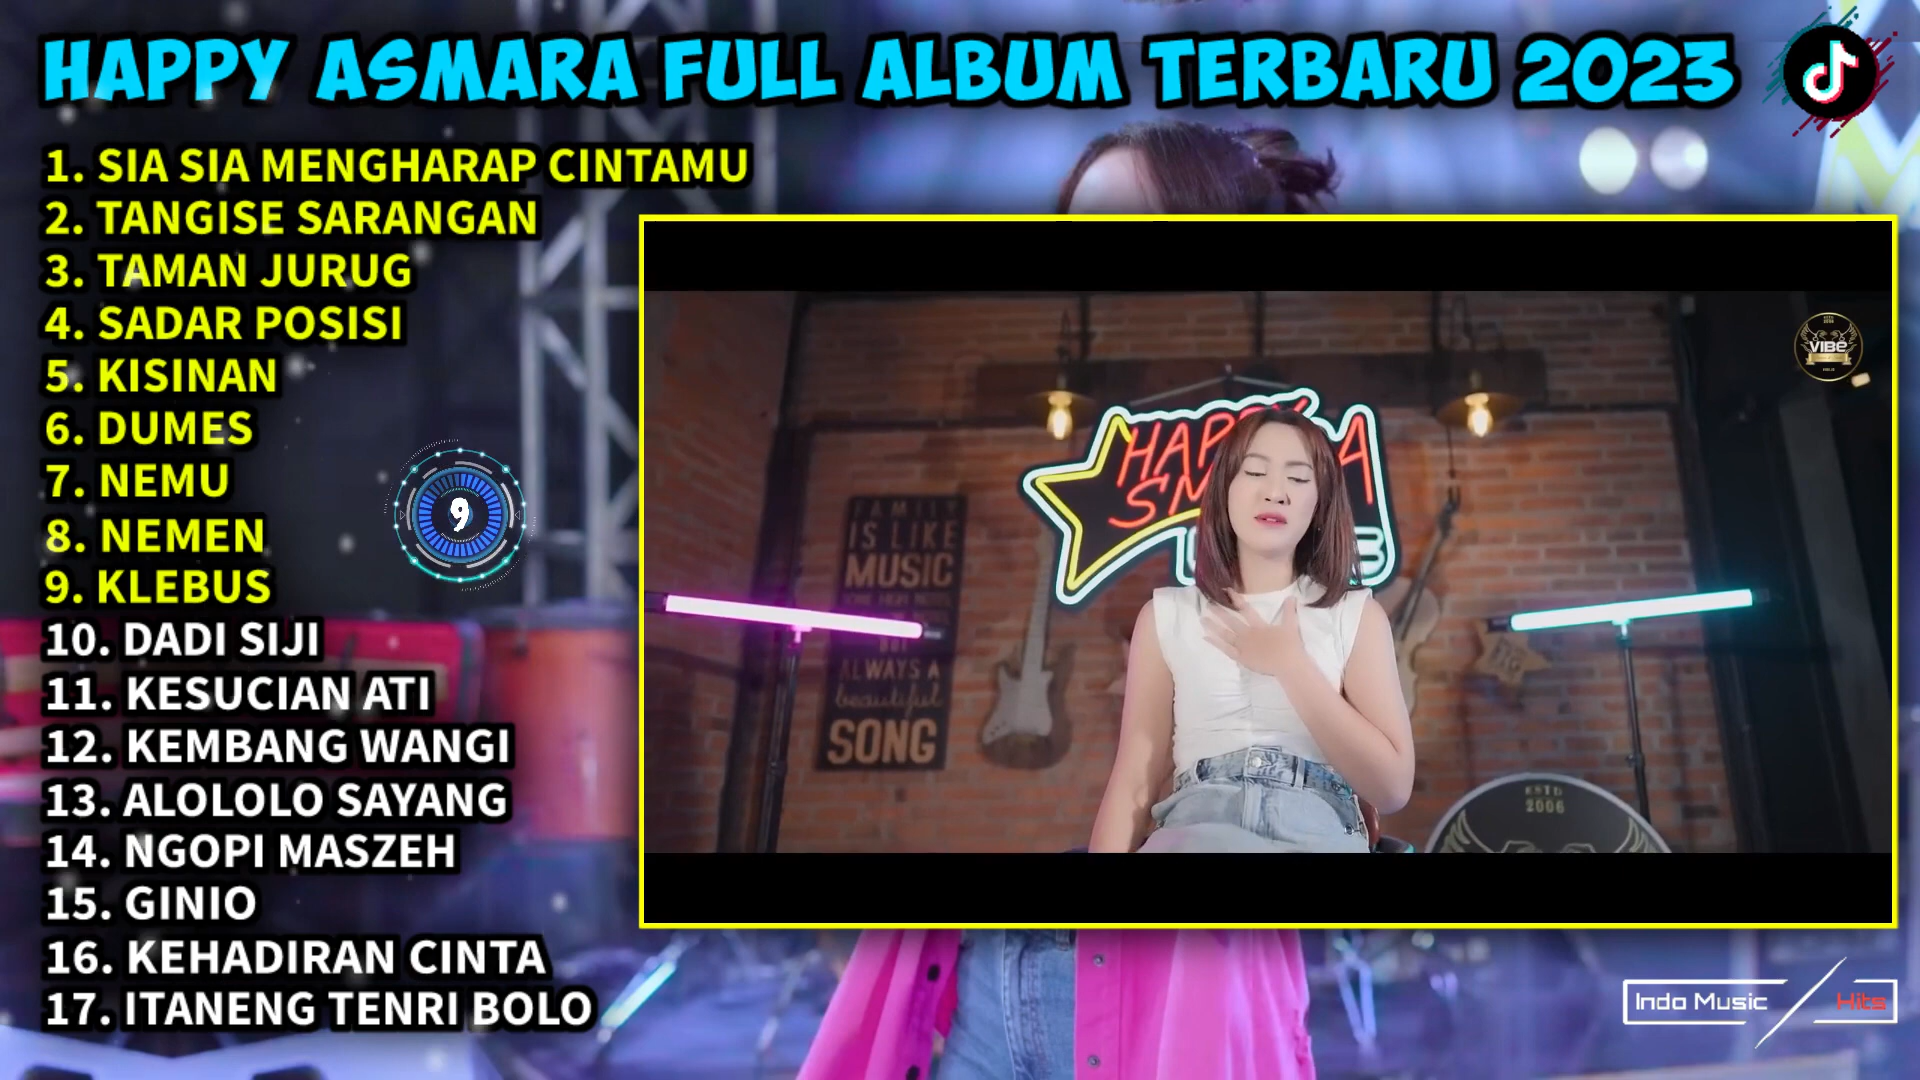 HAPPY ASMARA FULL ALBUM TERBARU 2023
1. SIA SIA MENGHARAP CINTAMU
2. TANGISE SARANGAN
3. TAMAN JURUG
4. SADAR POSISI
5. KISINAN
6. DUMES
7. NEMU
8. NEMEN
9. KLEBUS
10. DADI SIJI
11. KESUCIAN ATI
12. KEMBANG WANGI
13. ALOLOLO SAYANG
14. NGOPI MASZEH
15. GINIO
16. KEHADIRAN CINTA
17. ITANENG TENRI BOLO
9
VIBE
HAPPY
FAMILY
IS LIKE
MUSIC
ALWAYS A
beautiful
SONG
ESTD
2006
Indo Music Hits